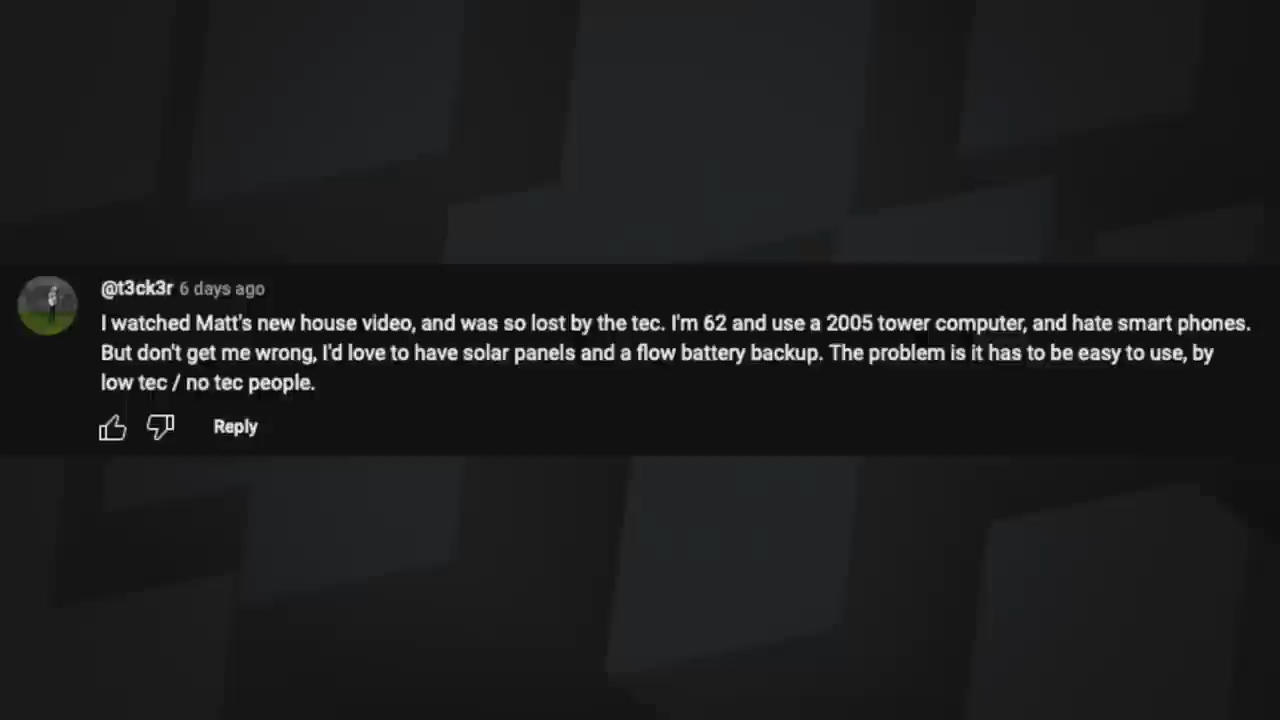 @t3ck3r 6 days ago
I watched Matt's new house video, and was so lost by the tec. I'm 62 and use a 2005 tower computer, and hate smart phones.
But don't get me wrong, I'd love to have solar panels and a flow battery backup. The problem is it has to be easy to use, by
low tec / no tec people.
Reply